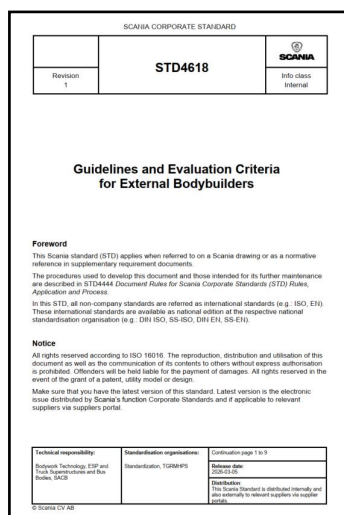 SCANIA CORPORATE STANDARD
STD4618
SCANIA
Revision
1
Info class
Internal
Guidelines and Evaluation Criteria
for External Bodybuilders
Foreword
This Scania standard (STD) applies when referred to on a Scania drawing or as a normative
reference in supplementary requirement documents.
The procedures used to develop this document and those intended for its further maintenance
are described in STD4444 Document Rules for Scania Corporate Standards (STD) Rules,
Application and Process.
In this STD, all non-company standards are referred as international standards (e.g.: ISO, EN).
These international standards are available as national edition at the respective national
standardisation organisation (e.g.: DIN ISO, SS-ISO, DIN EN, SS-EN).
Notice
All rights reserved according to ISO 16016. The reproduction, distribution and utilisation of this
document as well as the communication of its contents to others without express authorisation
is prohibited. Offenders will be held liable for the payment of damages. All rights reserved in the
event of the grant of a patent, utility model or design.
Make sure that you have the latest version of this standard. Latest version is the electronic
issue distributed by Scania's function Corporate Standards and if applicable to relevant
suppliers via suppliers portal.
Technical responsibility:
Bodywork Technology, ESP and
Truck Superstructures and Bus
Bodies, SACB
Standardisation organisations:
Standardization, TGRMHPS
Continuation page 1 to 9
Release date:
2026-03-05
Distribution:
This Scania Standard is distributed internally and
also externally to relevant suppliers via supplier
portals.
© Scania CV AB